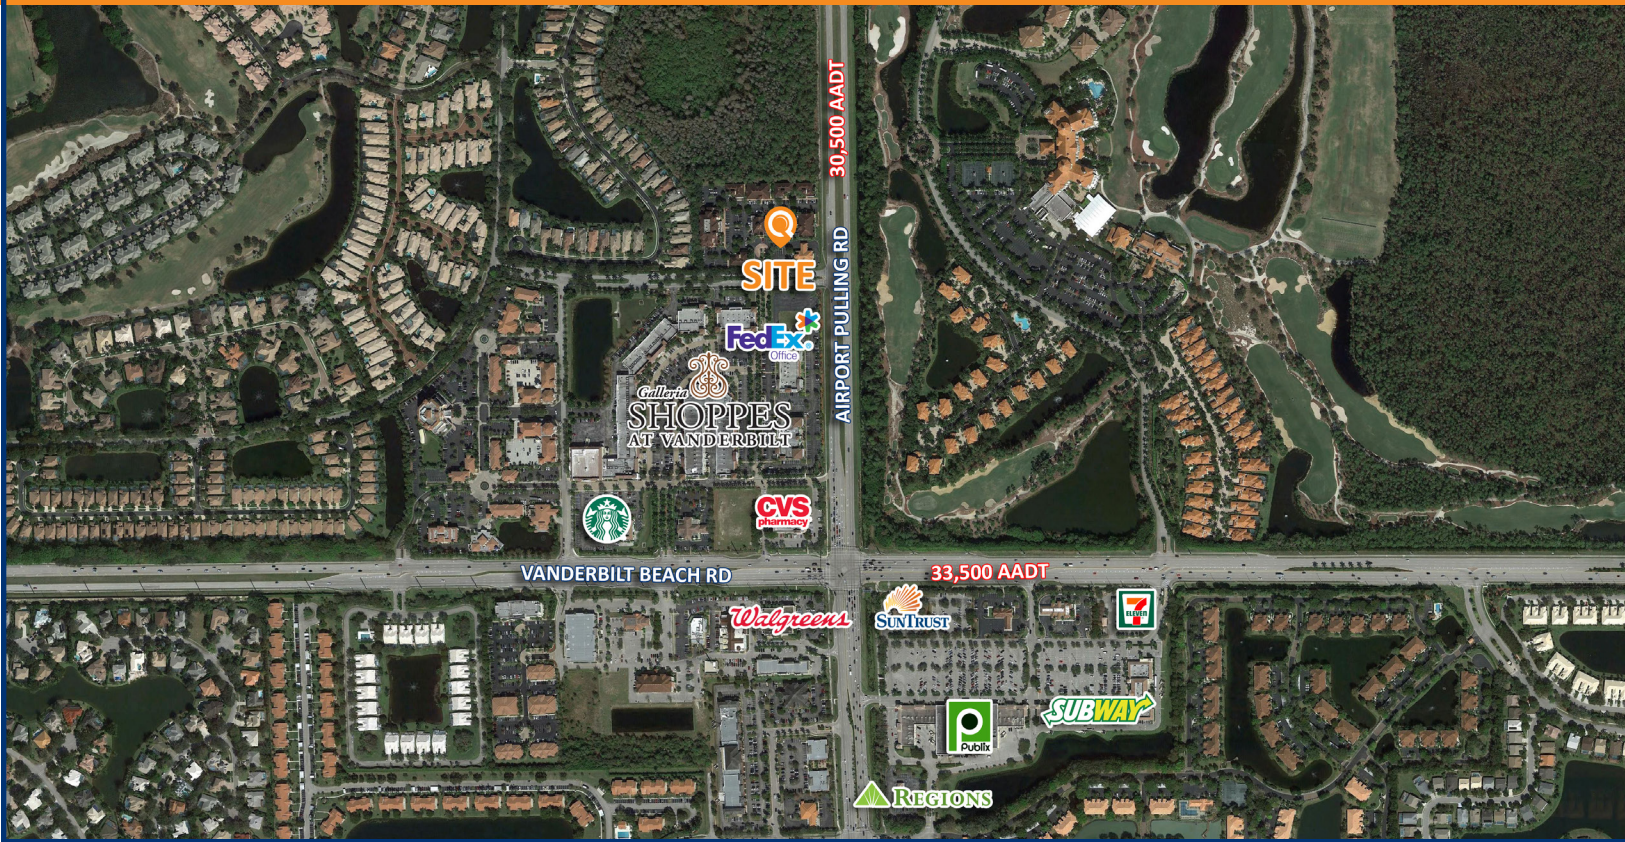 30,500 AADT
AIRPORT PULLING RD
SITE
FedEx
Office
Galleria
SHOPPES
AT VANDERBILT
CVS
pharmacy
VANDERBILT BEACH RD
33,500 AADT
Walgreens
SUNTRUST
7
ELEVEN
SUBWAY
P
Publix
REGIONS